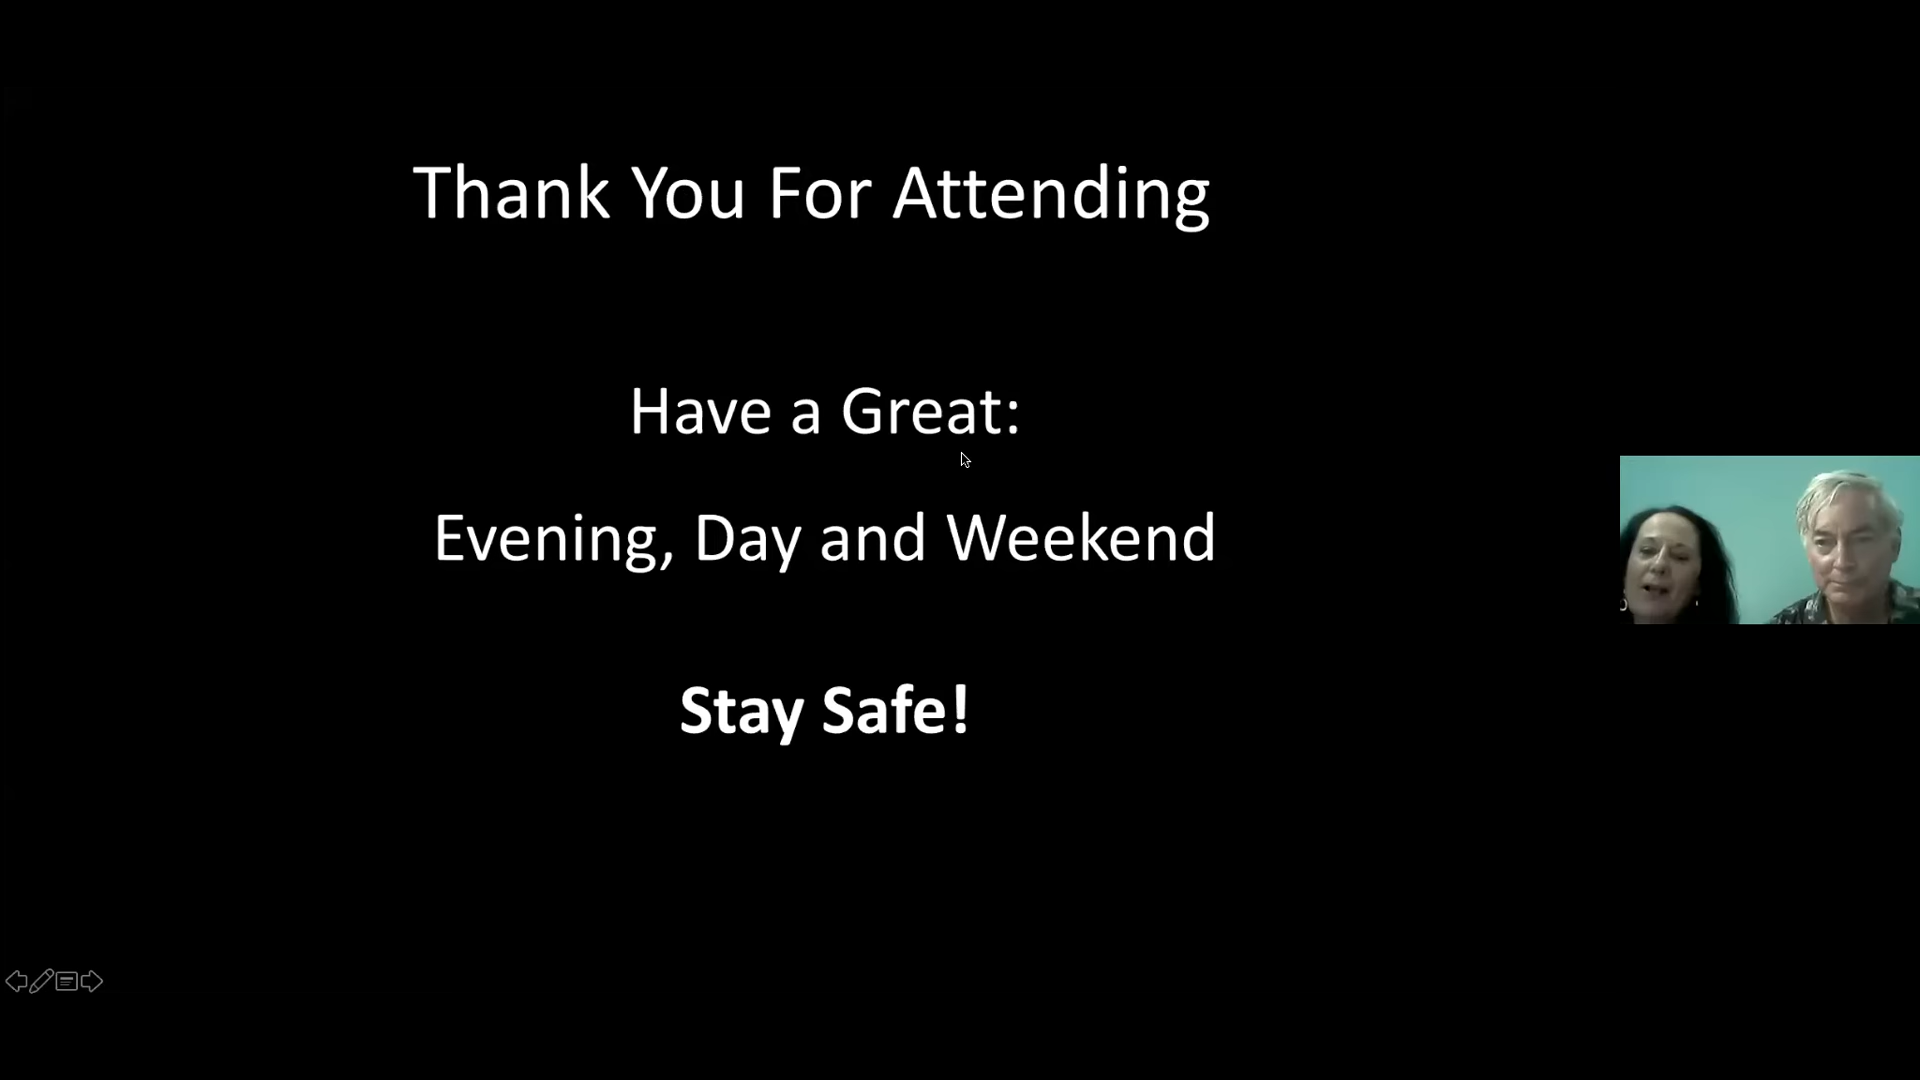 Thank You For Attending
Have a Great:
Evening, Day and Weekend
Stay Safe!